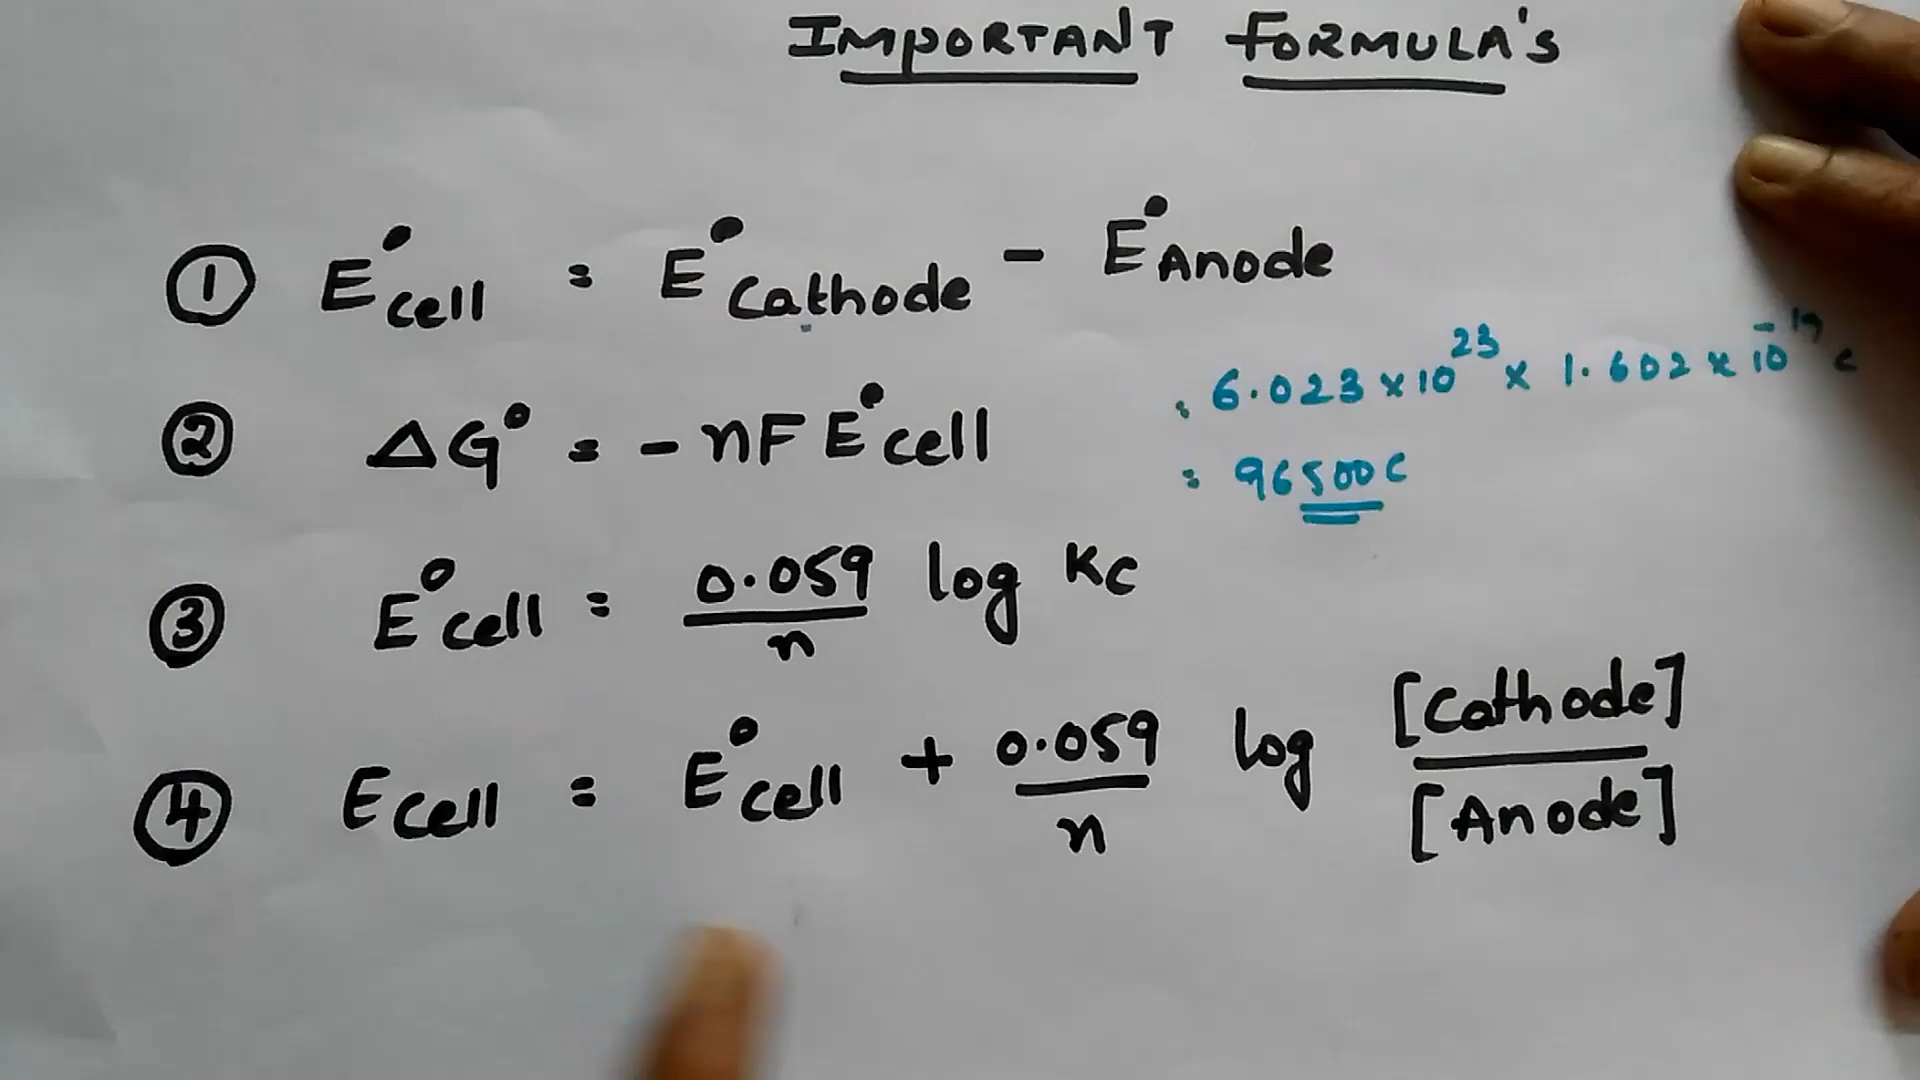 IMPORTANT FORMULA'S
① E°cell = E°Cathode - E°Anode
= 6.023 × 10^23 × 1.602 × 10^-19 C
② ΔG° = - nFE°cell
= 96500C
③ E°cell = 0.059/n log Kc
④ Ecell = E°cell + 0.059/n log [Cathode]/[Anode]